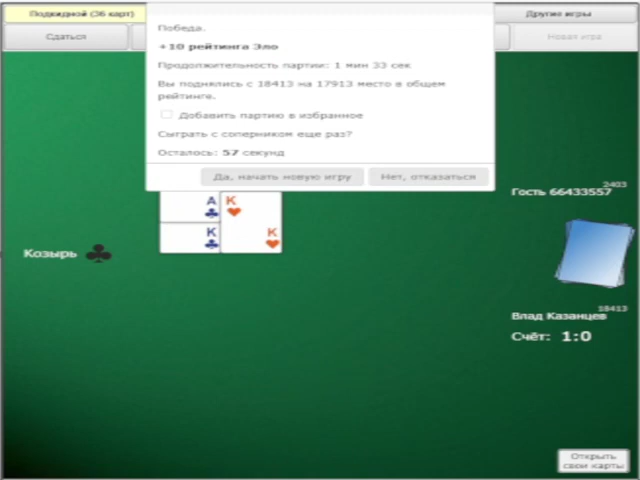 Подкидной (36 карт)
Другие игры
Сдаться
Новая игра
Победа.
+10 рейтинга Эло
Продолжительность партии: 1 мин 33 сек
Вы поднялись с 18413 на 17913 место в общем
рейтинге.
Добавить партию в избранное
Сыграть с соперником еще раз?
Осталось: 57 секунд
Да, начать новую игру
Нет, отказаться
A K
K K
2403
Гость 66433557
Козырь
18413
Влад Казанцев
Счёт: 1:0
Открыть
свои карты